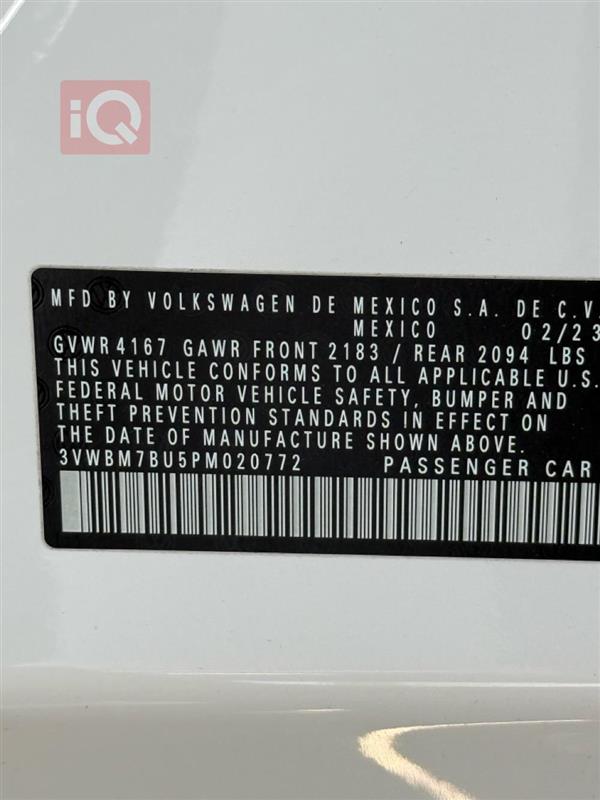 iQ
MFD BY VOLKSWAGEN DE MEXICO S.A. DE C.V.
MEXICO 02/23
GVWR 4167 GAWR FRONT 2183 / REAR 2094 LBS
THIS VEHICLE CONFORMS TO ALL APPLICABLE U.S.
FEDERAL MOTOR VEHICLE SAFETY, BUMPER AND
THEFT PREVENTION STANDARDS IN EFFECT ON
THE DATE OF MANUFACTURE SHOWN ABOVE.
3VWBM7BU5PM020772 PASSENGER CAR